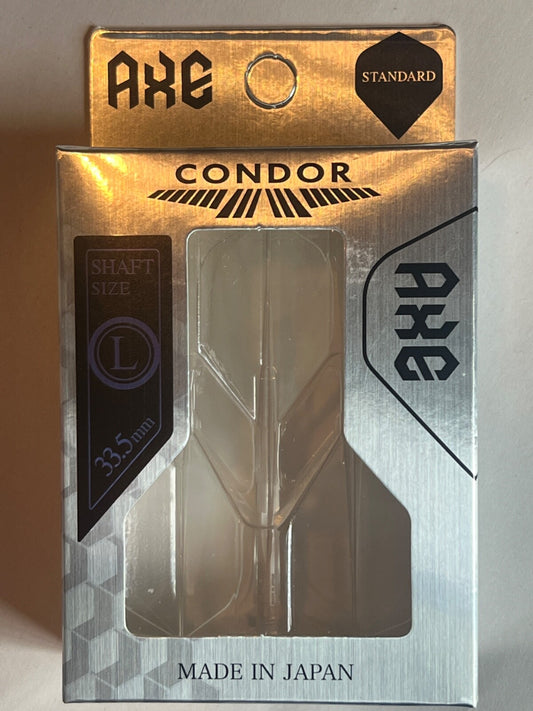 AXE
STANDARD
CONDOR
SHAFT
SIZE
L
33.5mm
AXE
MADE IN JAPAN